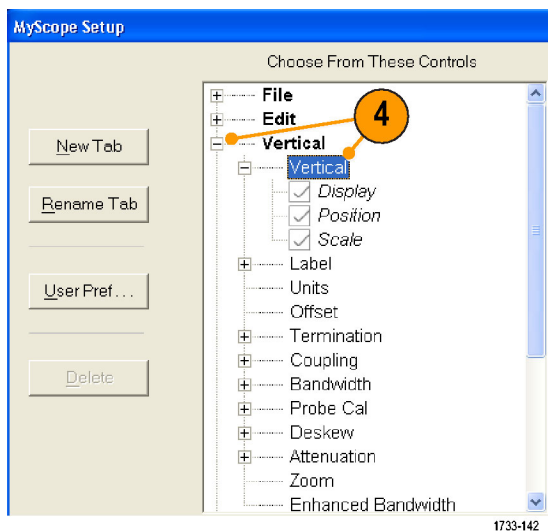 MyScope Setup
Choose From These Controls
File
Edit
4
Vertical
Vertical
Display
Position
Scale
Label
Units
Offset
Termination
Coupling
Bandwidth
Probe Cal
Deskew
Attenuation
Zoom
Enhanced Bandwidth
New Tab
Rename Tab
User Pref...
Delete
1733-142